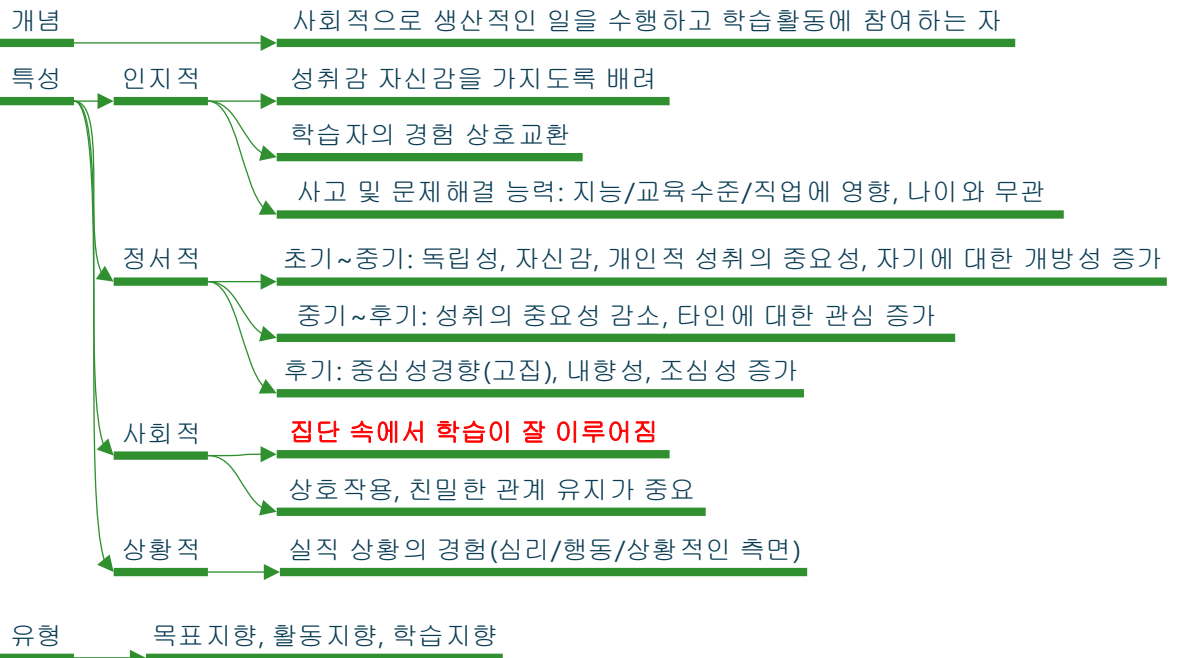 개념 사회적으로 생산적인 일을 수행하고 학습활동에 참여하는 자
특성 인지적 성취감 자신감을 가지도록 배려
학습자의 경험 상호교환
사고 및 문제해결 능력: 지능/교육수준/직업에 영향, 나이와 무관
정서적 초기~중기: 독립성, 자신감, 개인적 성취의 중요성, 자기에 대한 개방성 증가
중기~후기: 성취의 중요성 감소, 타인에 대한 관심 증가
후기: 중심성경향(고집), 내향성, 조심성 증가
사회적 집단 속에서 학습이 잘 이루어짐
상호작용, 친밀한 관계 유지가 중요
상황적 실직 상황의 경험(심리/행동/상황적인 측면)
유형 목표지향, 활동지향, 학습지향